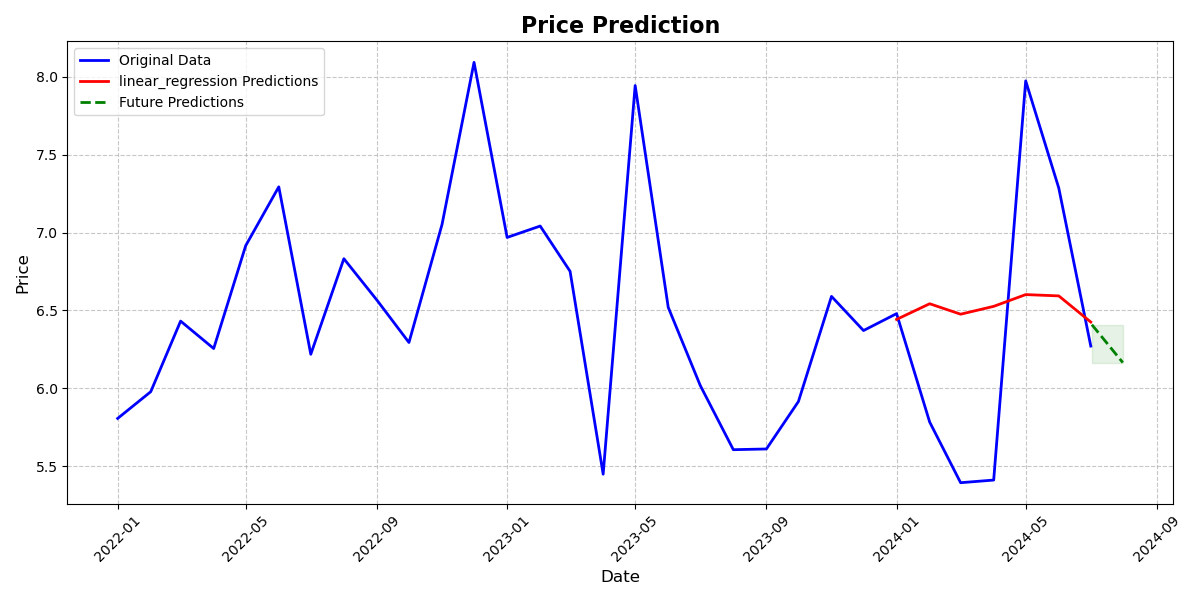 Price Prediction
Original Data
linear_regression Predictions
Future Predictions
Price
8.0
7.5
7.0
6.5
6.0
5.5
2022-01
2022-05
2022-09
2023-01
2023-05
2023-09
2024-01
2024-05
2024-09
Date